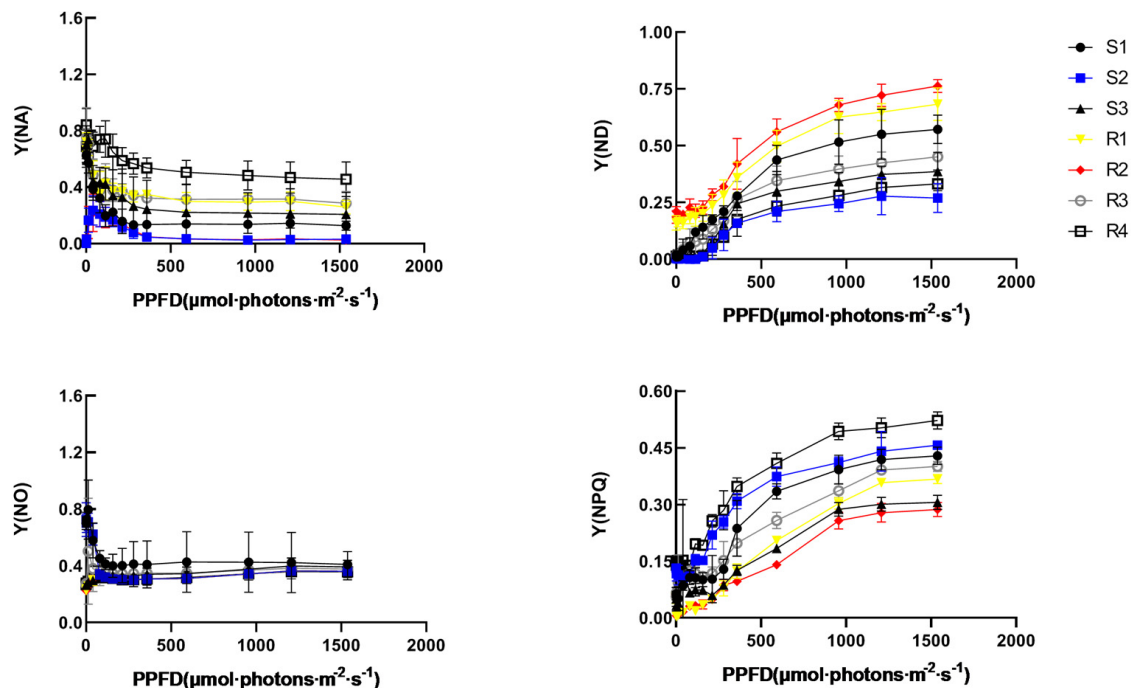 1.6
1.2
0.8
0.4
0.0
Y(NA)
0 500 1000 1500 2000
PPFD(μmol·photons·m⁻²·s⁻¹)
1.00
0.75
0.50
0.25
0.00
Y(ND)
0 500 1000 1500 2000
PPFD(μmol·photons·m⁻²·s⁻¹)
S1
S2
S3
R1
R2
R3
R4
1.6
1.2
0.8
0.4
0.0
Y(NO)
0 500 1000 1500 2000
PPFD(μmol·photons·m⁻²·s⁻¹)
0.60
0.45
0.30
0.15
0.00
Y(NPQ)
0 500 1000 1500 2000
PPFD(μmol·photons·m⁻²·s⁻¹)